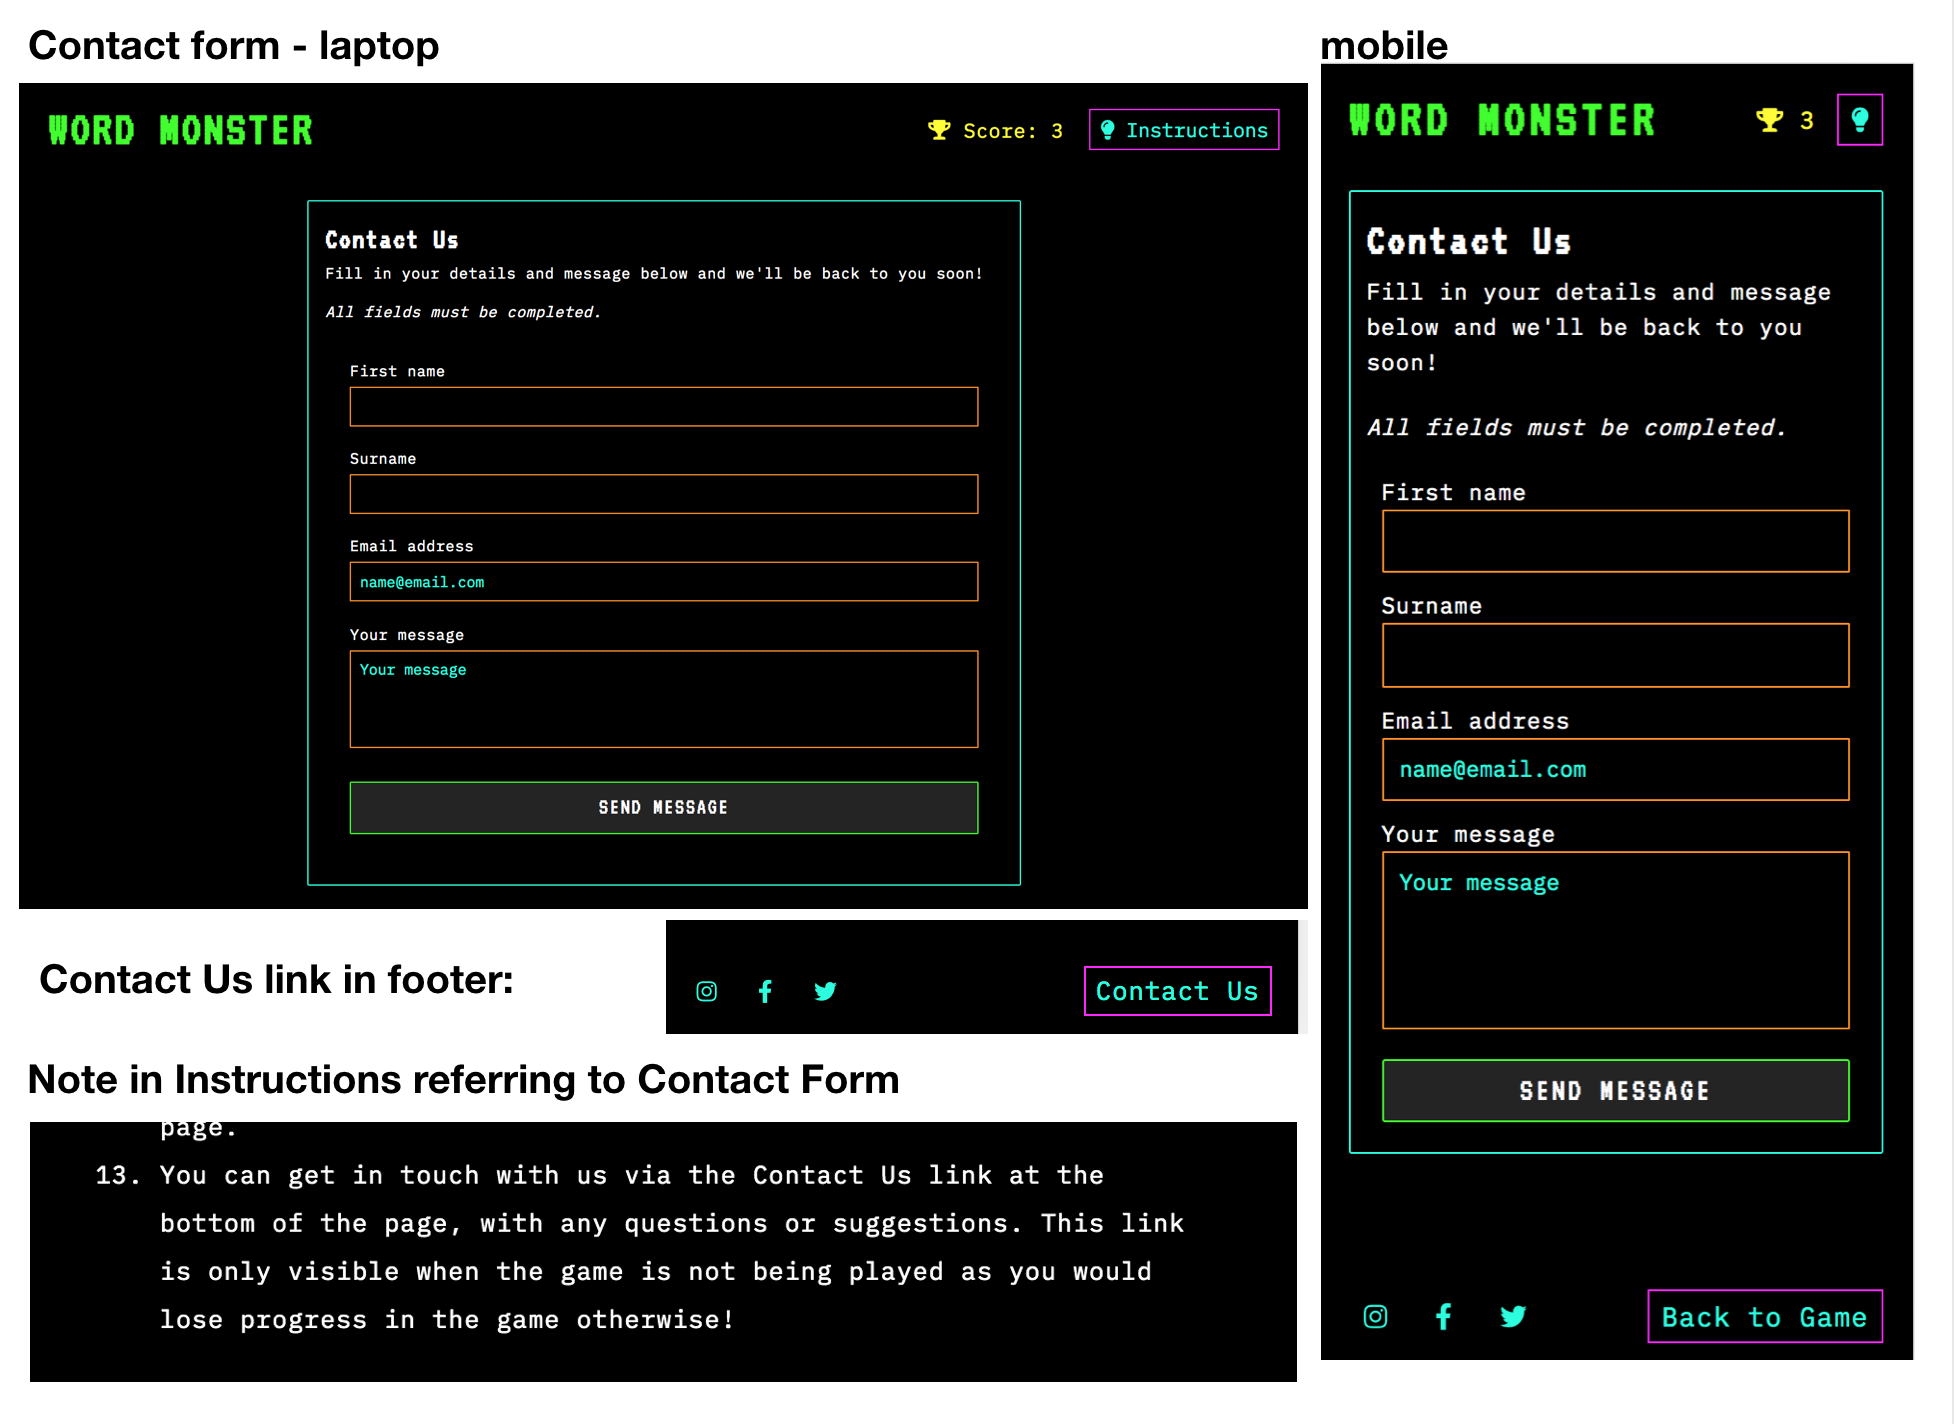 Contact form - laptop
WORD MONSTER
Score: 3
Instructions
Contact Us
Fill in your details and message below and we'll be back to you soon!
All fields must be completed.
First name
Surname
Email address
name@email.com
Your message
Your message
SEND MESSAGE
Contact Us link in footer:
Contact Us
Note in Instructions referring to Contact Form
page.
13. You can get in touch with us via the Contact Us link at the
bottom of the page, with any questions or suggestions. This link
is only visible when the game is not being played as you would
lose progress in the game otherwise!
mobile
WORD MONSTER
3
Contact Us
Fill in your details and message
below and we'll be back to you
soon!
All fields must be completed.
First name
Surname
Email address
name@email.com
Your message
Your message
SEND MESSAGE
Back to Game